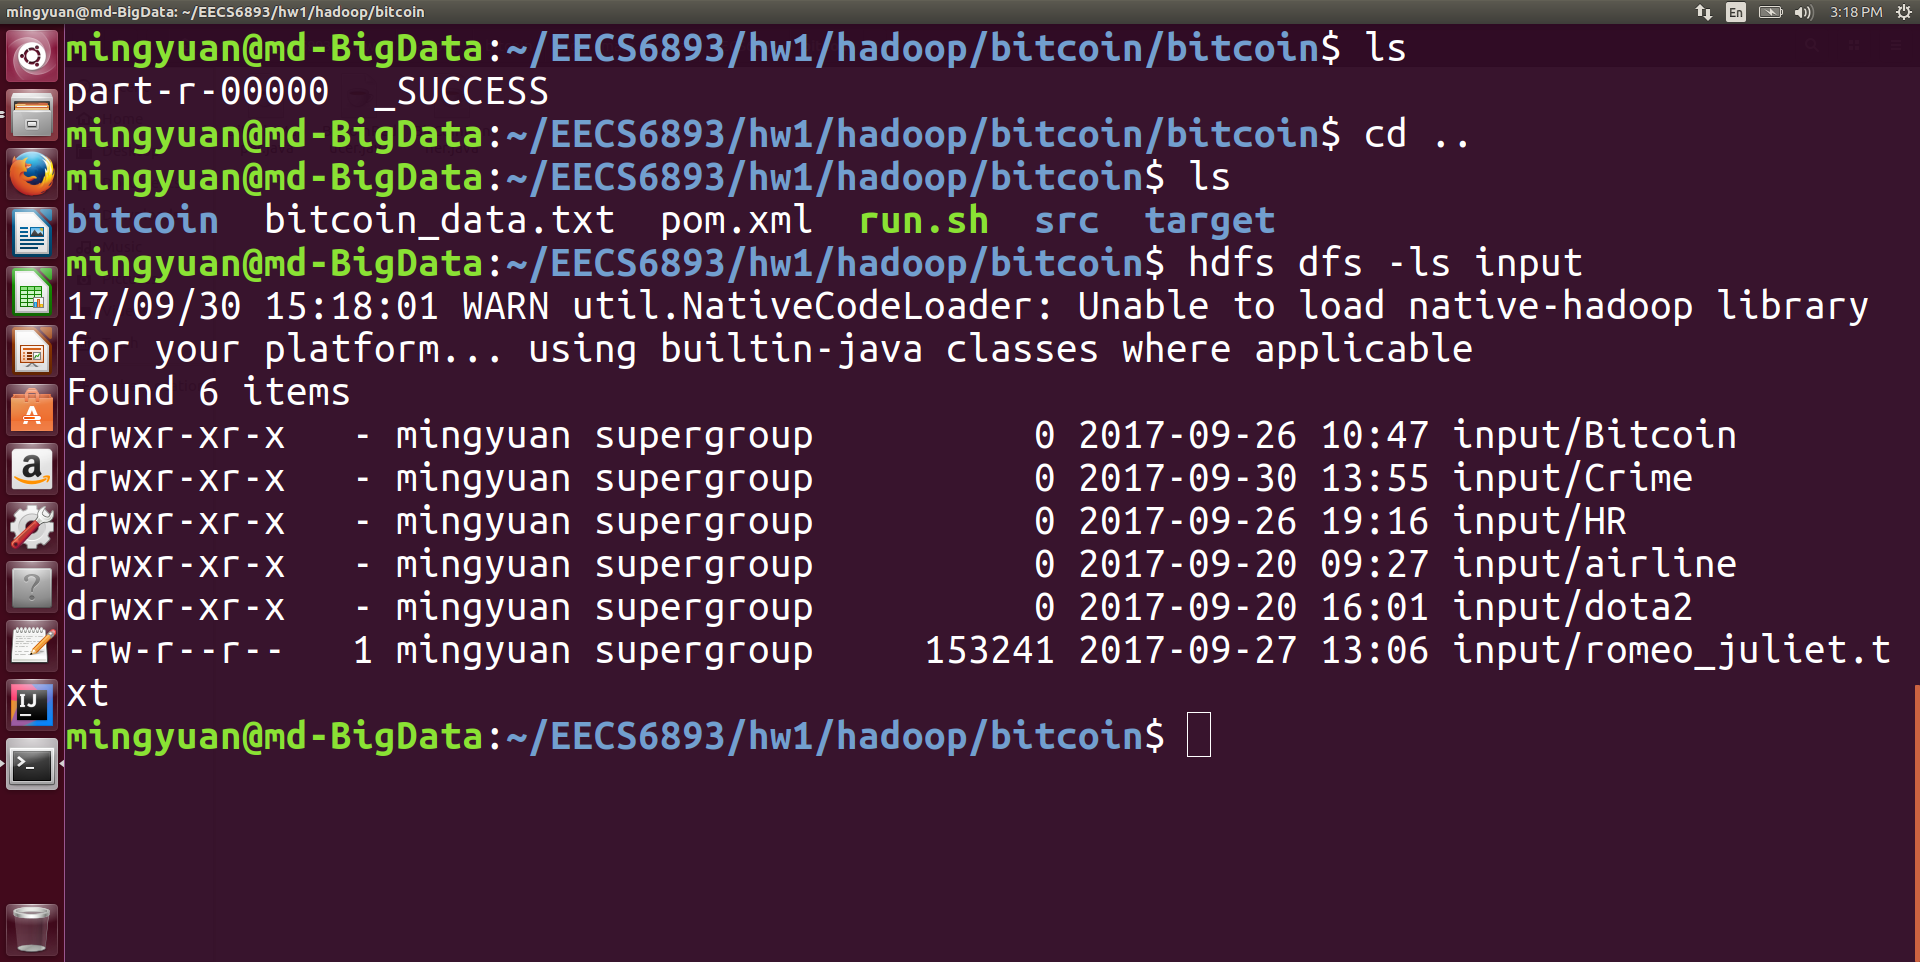 mingyuan@md-BigData: ~/EECS6893/hw1/hadoop/bitcoin
En
3:18 PM
mingyuan@md-BigData:~/EECS6893/hw1/hadoop/bitcoin/bitcoin$ ls
part-r-00000  _SUCCESS
mingyuan@md-BigData:~/EECS6893/hw1/hadoop/bitcoin/bitcoin$ cd ..
mingyuan@md-BigData:~/EECS6893/hw1/hadoop/bitcoin$ ls
bitcoin  bitcoin_data.txt  pom.xml  run.sh  src  target
mingyuan@md-BigData:~/EECS6893/hw1/hadoop/bitcoin$ hdfs dfs -ls input
17/09/30 15:18:01 WARN util.NativeCodeLoader: Unable to load native-hadoop library
for your platform... using builtin-java classes where applicable
Found 6 items
drwxr-xr-x   - mingyuan supergroup          0 2017-09-26 10:47 input/Bitcoin
drwxr-xr-x   - mingyuan supergroup          0 2017-09-30 13:55 input/Crime
drwxr-xr-x   - mingyuan supergroup          0 2017-09-26 19:16 input/HR
drwxr-xr-x   - mingyuan supergroup          0 2017-09-20 09:27 input/airline
drwxr-xr-x   - mingyuan supergroup          0 2017-09-20 16:01 input/dota2
-rw-r--r--   1 mingyuan supergroup     153241 2017-09-27 13:06 input/romeo_juliet.t
xt
mingyuan@md-BigData:~/EECS6893/hw1/hadoop/bitcoin$